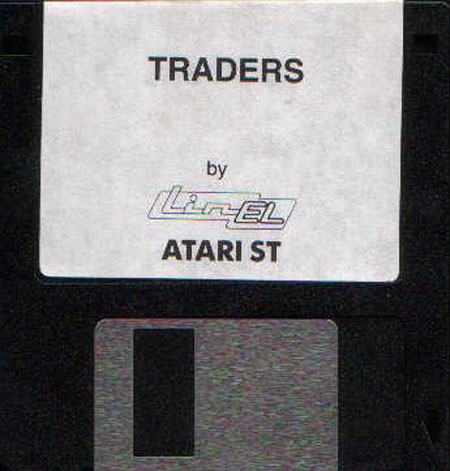 TRADERS
by
LinEL
ATARI ST